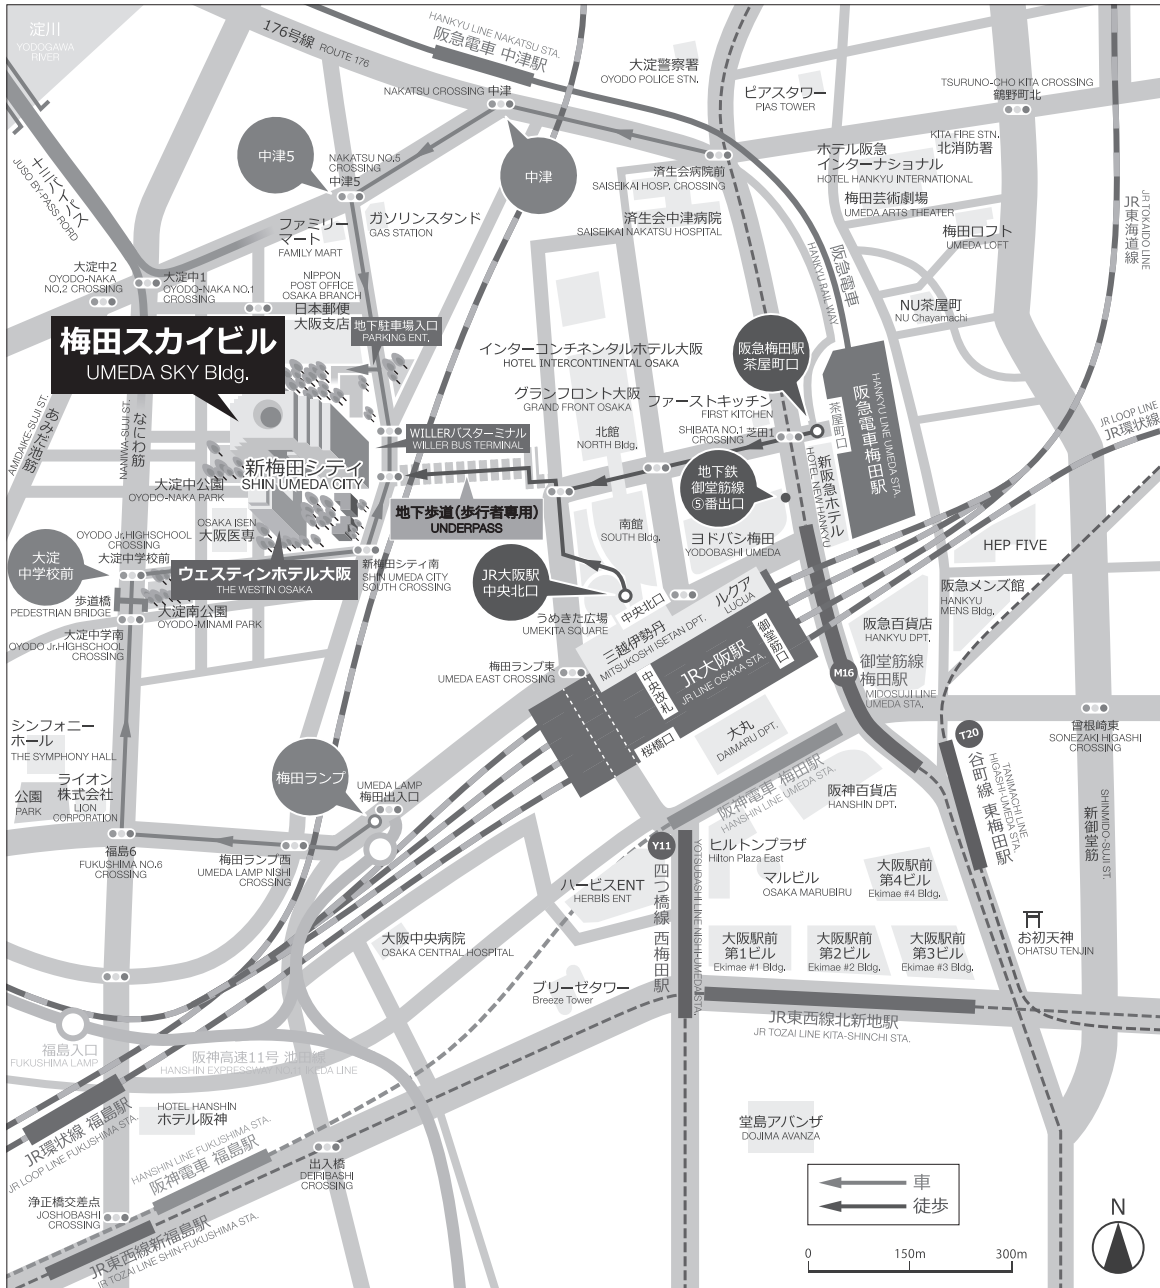 淀川
YODOGAWA
RIVER
176号線 ROUTE 176
HANKYU LINE NAKATSU STA.
阪急電車 中津駅
大淀警察署
OYODO POLICE STN.
ピアスタワー
PIAS TOWER
TSURUNO-CHO KITA CROSSING
鶴野町北
NAKATSU CROSSING 中津
中津5
NAKATSU NO.5
CROSSING
中津5
中津
済生会病院前
SAISEIKAI HOSP. CROSSING
KITA FIRE STN.
北消防署
ホテル阪急
インターナショナル
HOTEL HANKYU INTERNATIONAL
梅田芸術劇場
UMEDA ARTS THEATER
梅田ロフト
UMEDA LOFT
JR TOKAIDO LINE
JR東海道線
十三バイパス
JUSO BY-PASS RORD
ファミリー
マート
FAMILY MART
ガソリンスタンド
GAS STATION
済生会中津病院
SAISEIKAI NAKATSU HOSPITAL
阪急電車
HANKYU RAIL WAY
大淀中2
OYODO-NAKA
NO.2 CROSSING
大淀中1
OYODO-NAKA NO.1
CROSSING
NIPPON
POST OFFICE
OSAKA BRANCH
日本郵便
大阪支店
地下駐車場入口
PARKING ENT.
NU茶屋町
NU Chayamachi
梅田スカイビル
UMEDA SKY Bldg.
インターコンチネンタルホテル大阪
HOTEL INTERCONTINENTAL OSAKA
阪急梅田駅
茶屋町口
グランフロント大阪
GRAND FRONT OSAKA
ファーストキッチン
FIRST KITCHEN
茶屋町口
HANKYU LINE UMEDA STA.
阪急電車梅田駅
JR LOOP LINE
JR環状線
AMIDAIKE-SUJI ST.
あみだ池筋
なにわ筋
NANIWA-SUJI ST.
WILLERバスターミナル
WILLER BUS TERMINAL
北館
NORTH Bldg.
SHIBATA NO.1
CROSSING
芝田1
新梅田シティ
SHIN UMEDA CITY
大淀中公園
OYODO-NAKA PARK
地下歩道(歩行者専用)
UNDERPASS
地下鉄
御堂筋線
⑤番出口
新阪急ホテル
HOTEL NEW HANKYU
OSAKA ISEN
大阪医専
南館
SOUTH Bldg.
ヨドバシ梅田
YODOBASHI UMEDA
HEP FIVE
大淀
中学校前
OYODO Jr.HIGHSCHOOL
CROSSING
大淀中学校前
ウェスティンホテル大阪
THE WESTIN OSAKA
新梅田シティ南
SHIN UMEDA CITY
SOUTH CROSSING
JR大阪駅
中央北口
中央北口
ルクア
LUCUA
阪急メンズ館
HANKYU
MENS Bldg.
歩道橋
PEDESTRIAN BRIDGE
大淀南公園
OYODO-MINAMI PARK
うめきた広場
UMEKITA SQUARE
阪急百貨店
HANKYU DPT.
大淀中学南
OYODO Jr.HIGHSCHOOL
CROSSING
三越伊勢丹
MITSUKOSHI ISETAN DPT.
御堂筋口
JR大阪駅
JR LINE OSAKA STA.
中央改札
梅田ランプ東
UMEDA EAST CROSSING
M16
御堂筋線
梅田駅
MIDOSUJI LINE
UMEDA STA.
シンフォニー
ホール
THE SYMPHONY HALL
桜橋口
大丸
DAIMARU DPT.
T20
谷町線 東梅田駅
TANIMACHI LINE
HIGASHI-UMEDA STA.
曾根崎東
SONEZAKI HIGASHI
CROSSING
公園
PARK
ライオン
株式会社
LION
CORPORATION
梅田ランプ
UMEDA LAMP
梅田出入口
阪神電車 梅田駅
HANSHIN LINE UMEDA STA.
阪神百貨店
HANSHIN DPT.
新御堂筋
SHINMIDO-SUJI ST.
福島6
FUKUSHIMA NO.6
CROSSING
梅田ランプ西
UMEDA LAMP NISHI
CROSSING
Y11
四つ橋線 西梅田駅
YOTSUBASHI LINE NISHI-UMEDA STA.
ヒルトンプラザ
Hilton Plaza East
マルビル
OSAKA MARUBIRU
大阪駅前
第4ビル
Ekimae #4 Bldg.
ハービスENT
HERBIS ENT
大阪中央病院
OSAKA CENTRAL HOSPITAL
大阪駅前
第1ビル
Ekimae #1 Bldg.
大阪駅前
第2ビル
Ekimae #2 Bldg.
大阪駅前
第3ビル
Ekimae #3 Bldg.
お初天神
OHATSU TENJIN
ブリーゼタワー
Breeze Tower
JR東西線北新地駅
JR TOZAI LINE KITA-SHINCHI STA.
福島入口
FUKUSHIMA LAMP
阪神高速11号 池田線
HANSHIN EXPRESSWAY NO.11 IKEDA LINE
JR環状線 福島駅
JR LOOP LINE FUKUSHIMA STA.
HOTEL HANSHIN
ホテル阪神
HANSHIN LINE FUKUSHIMA STA.
阪神電車 福島駅
出入橋
DEIRIBASHI
CROSSING
堂島アバンザ
DOJIMA AVANZA
浄正橋交差点
JOSHOBASHI
CROSSING
JR東西線新福島駅
JR TOZAI LINE SHIN-FUKUSHIMA STA.
車
徒歩
N
0 150m 300m